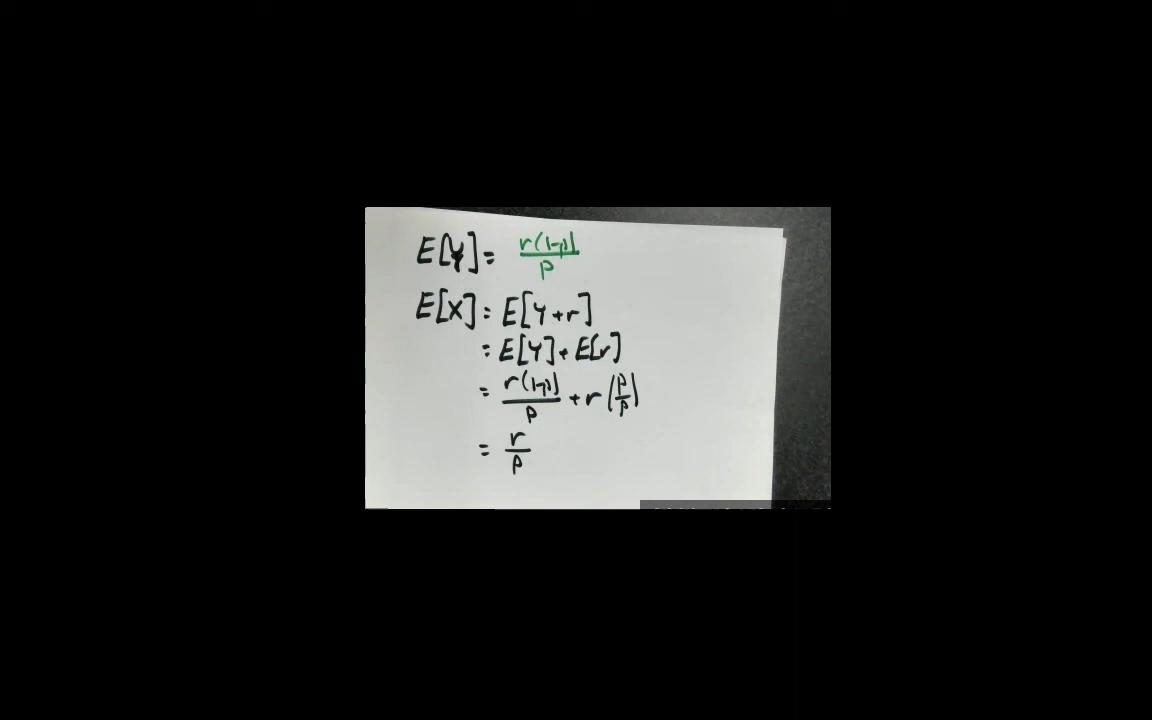 E[Y] = r(1-p)/p
E[X] = E[Y+r]
= E[Y] + E[r]
= r(1-p)/p + r(p/p)
= r/p